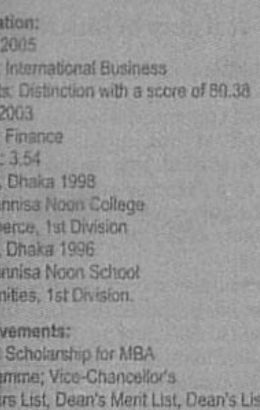 ation:
2005
International Business
ts: Distinction with a score of 80.38
2003
Finance
: 3.54
, Dhaka 1998
nnisa Noon College
erce, 1st Division
, Dhaka 1996
nnisa Noon School
nities, 1st Division.
vements:
Scholarship for MBA
amme; Vice-Chancellor's
rs List, Dean's Merit List, Dean's Lis